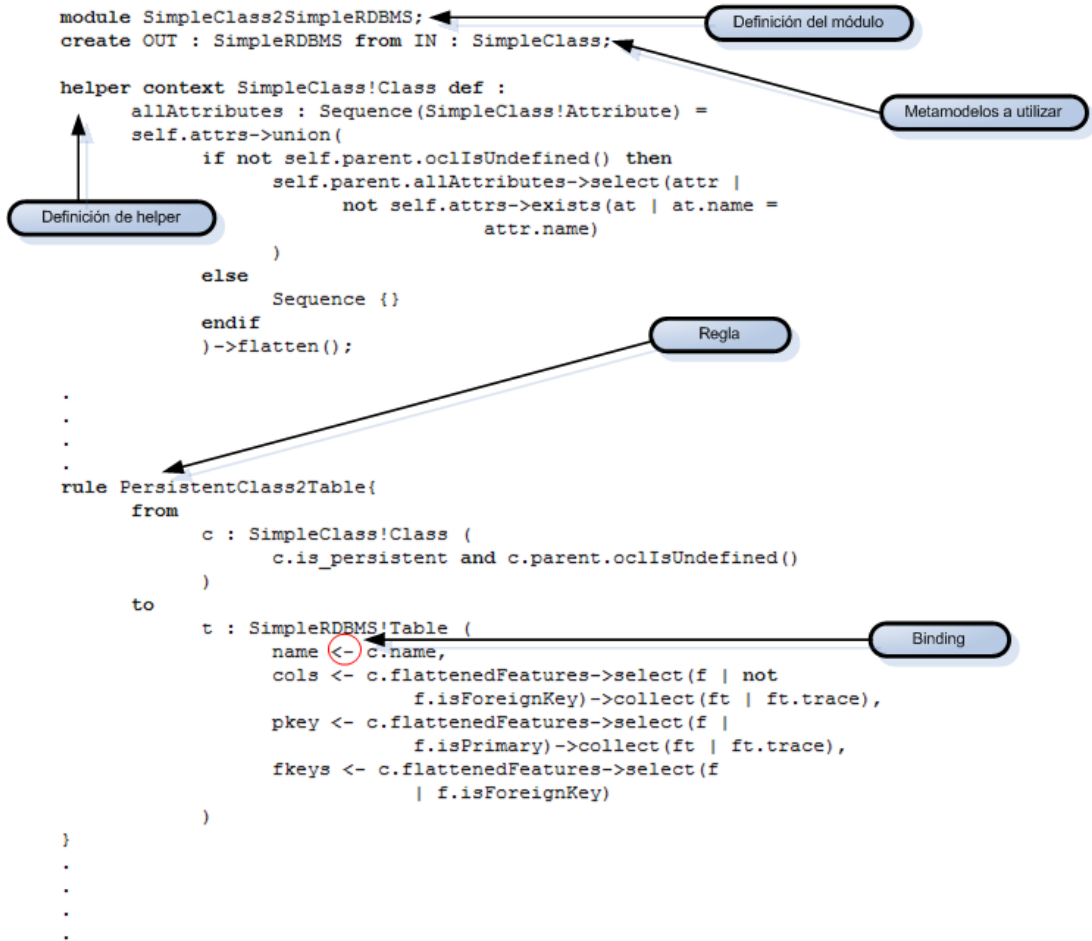 module SimpleClass2SimpleRDBMS;
Definición del módulo
create OUT : SimpleRDBMS from IN : SimpleClass;
Metamodelos a utilizar
helper context SimpleClass!Class def :
allAttributes : Sequence(SimpleClass!Attribute) =
self.attrs->union(
if not self.parent.oclIsUndefined() then
self.parent.allAttributes->select(attr |
not self.attrs->exists(at | at.name =
Definición de helper
attr.name)
)
else
Sequence {}
endif
)->flatten();
Regla
.
.
.
.
rule PersistentClass2Table{
from
c : SimpleClass!Class (
c.is_persistent and c.parent.oclIsUndefined()
)
to
t : SimpleRDBMS!Table (
Binding
name <- c.name,
cols <- c.flattenedFeatures->select(f | not
f.isForeignKey)->collect(ft | ft.trace),
pkey <- c.flattenedFeatures->select(f |
f.isPrimary)->collect(ft | ft.trace),
fkeys <- c.flattenedFeatures->select(f
| f.isForeignKey)
)
}
.
.
.
.